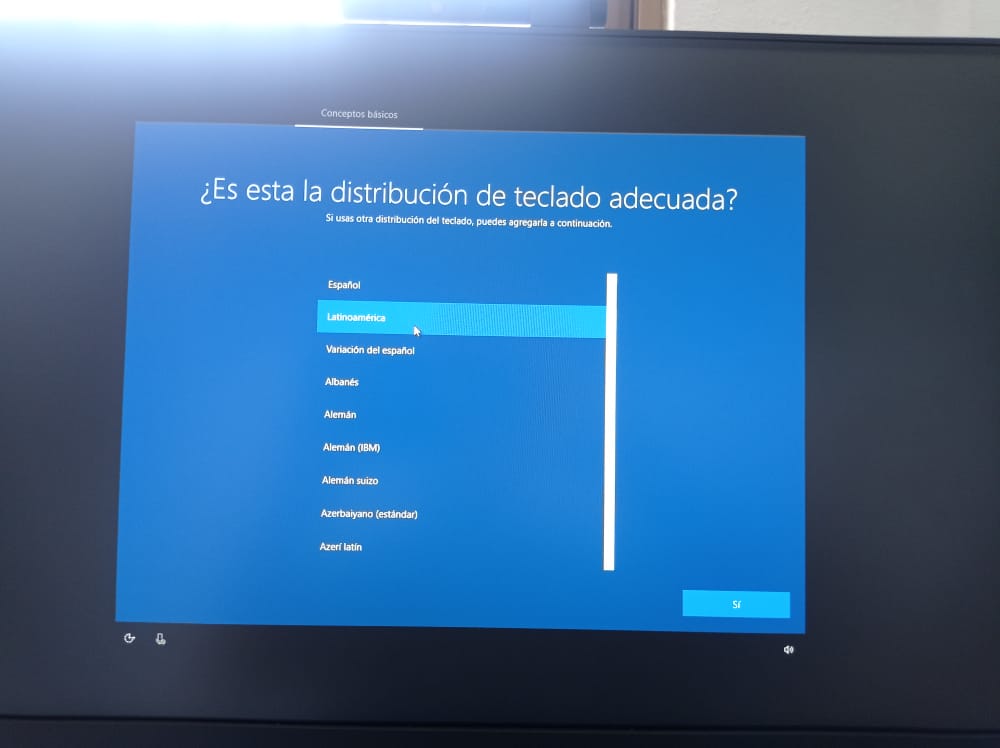 Conceptos básicos
¿Es esta la distribución de teclado adecuada?
Si usas otra distribución del teclado, puedes agregarla a continuación.
Español
Latinoamérica
Variación del español
Albanés
Alemán
Alemán (IBM)
Alemán suizo
Azerbaiyano (estándar)
Azerí latín
Sí